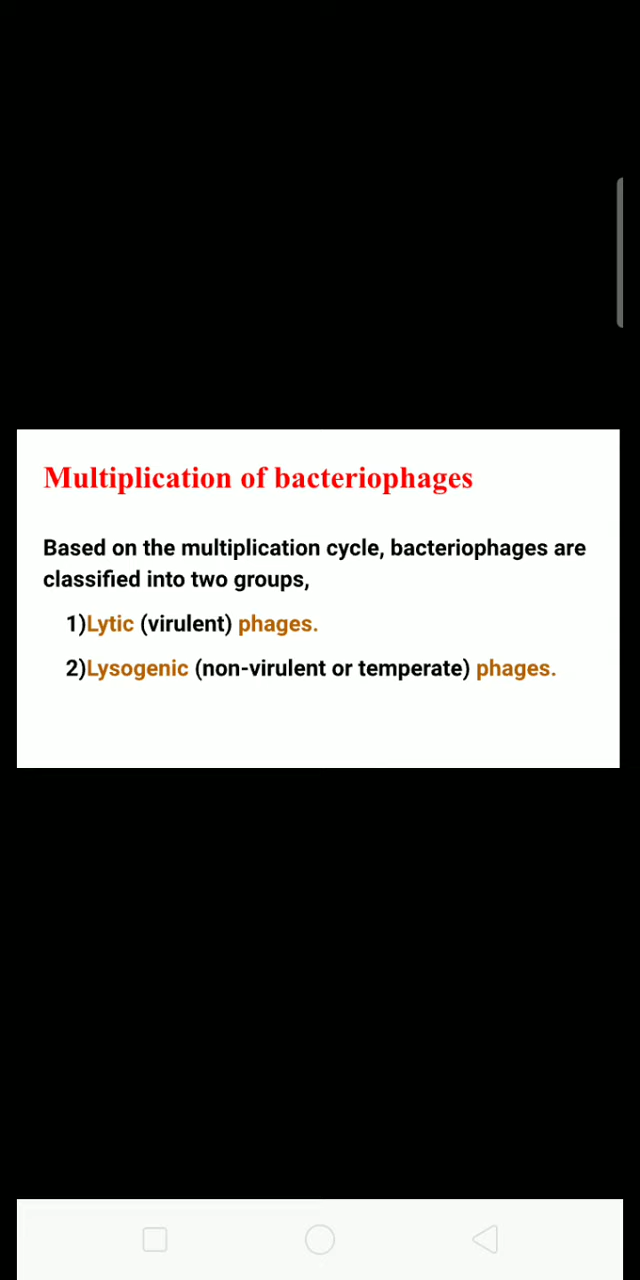 Multiplication of bacteriophages
Based on the multiplication cycle, bacteriophages are
classified into two groups,
1)Lytic (virulent) phages.
2)Lysogenic (non-virulent or temperate) phages.